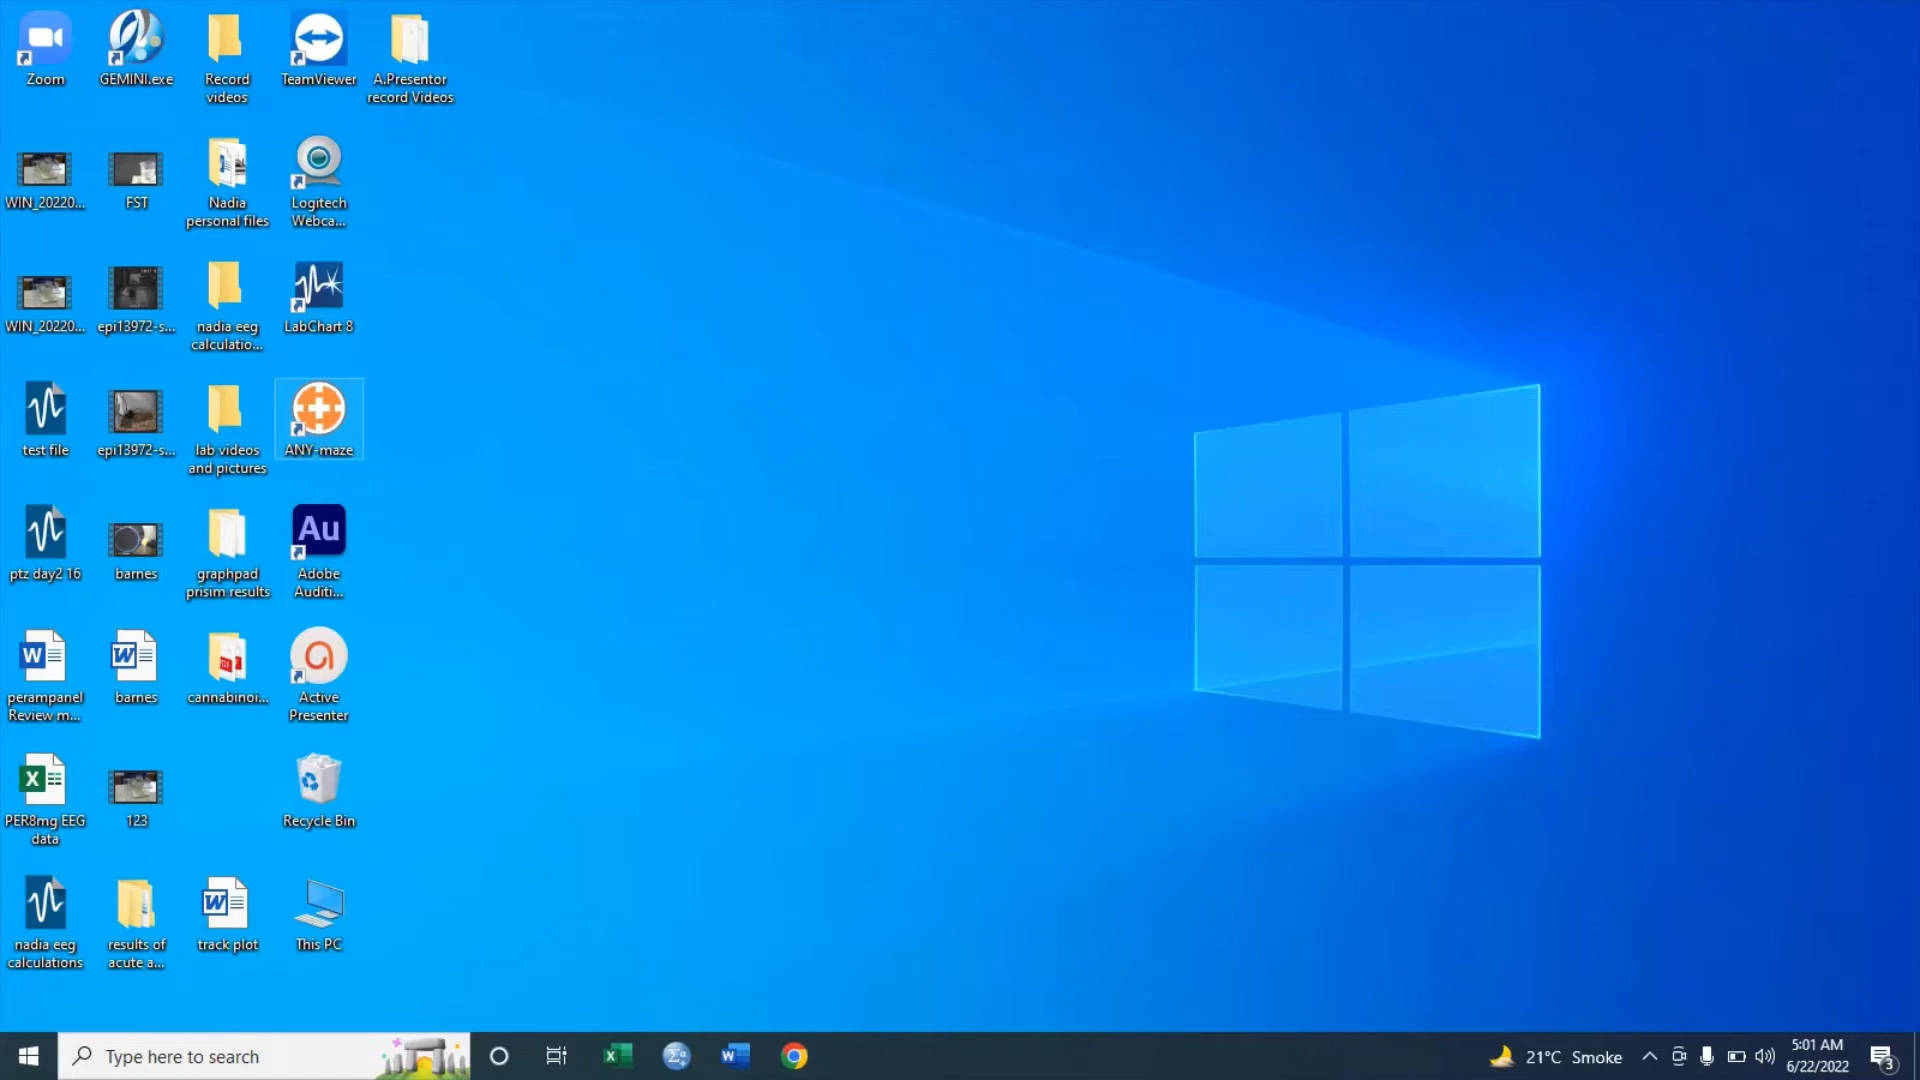 Zoom
GEMINI.exe
Record
videos
TeamViewer
A.Presentor
record Videos
WIN_20220...
FST
Nadia
personal files
Logitech
Webca...
WIN_20220...
epi13972-s...
nadia eeg
calculatio...
LabChart 8
test file
epi13972-s...
lab videos
and pictures
ANY-maze
ptz day2 16
barnes
graphpad
prisim results
Au
Adobe
Auditi...
W
perampanel
Review m...
W
barnes
PDF
cannabinoi...
Active
Presenter
X
PER8mg EEG
data
123
Recycle Bin
nadia eeg
calculations
results of
acute a...
W
track plot
This PC
Type here to search
21°C Smoke
5:01 AM
6/22/2022
3